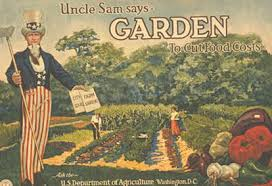 Uncle Sam says-
GARDEN
To Cut Food Costs
Ask the
U.S. Department of Agriculture, Washington, D.C.